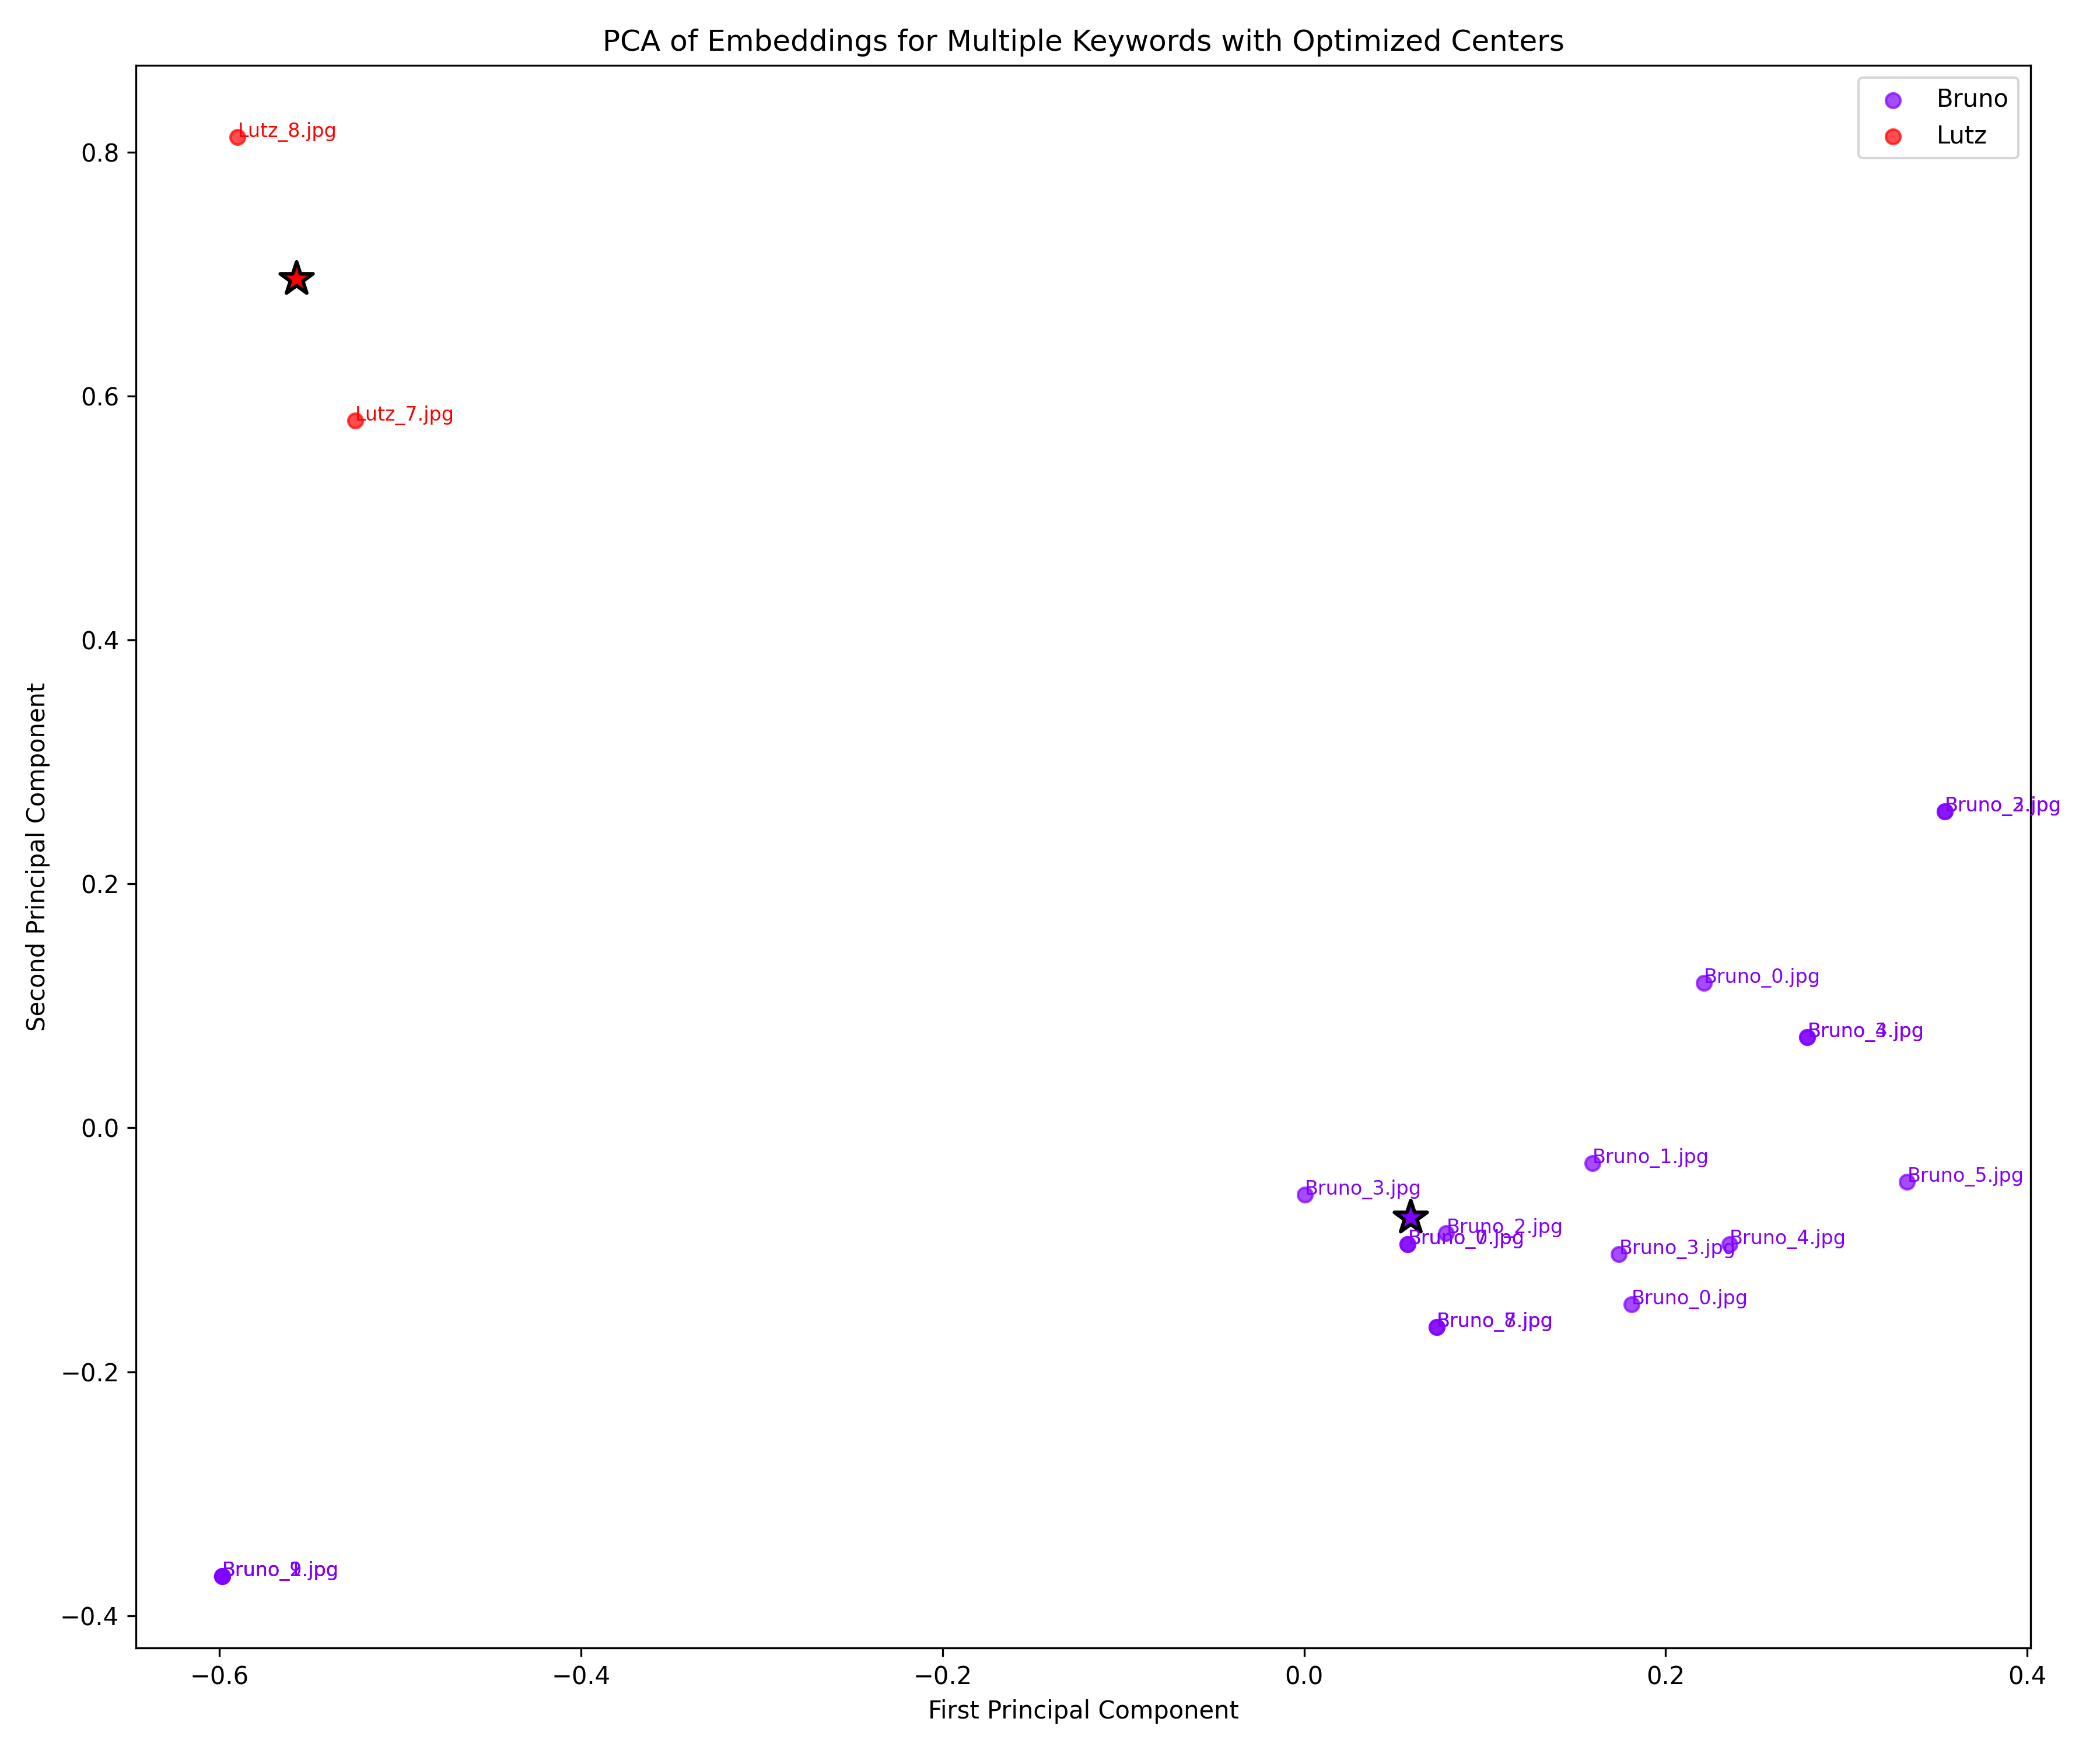 PCA of Embeddings for Multiple Keywords with Optimized Centers
Bruno
Lutz
Lutz_8.jpg
Lutz_7.jpg
Bruno_0.jpg
Bruno_1.jpg
Bruno_5.jpg
Bruno_3.jpg
Bruno_2.jpg
Bruno_4.jpg
Bruno_3.jpg
Bruno_0.jpg
0.8
0.6
0.4
0.2
0.0
−0.2
−0.4
Second Principal Component
−0.6
−0.4
−0.2
0.0
0.2
0.4
First Principal Component